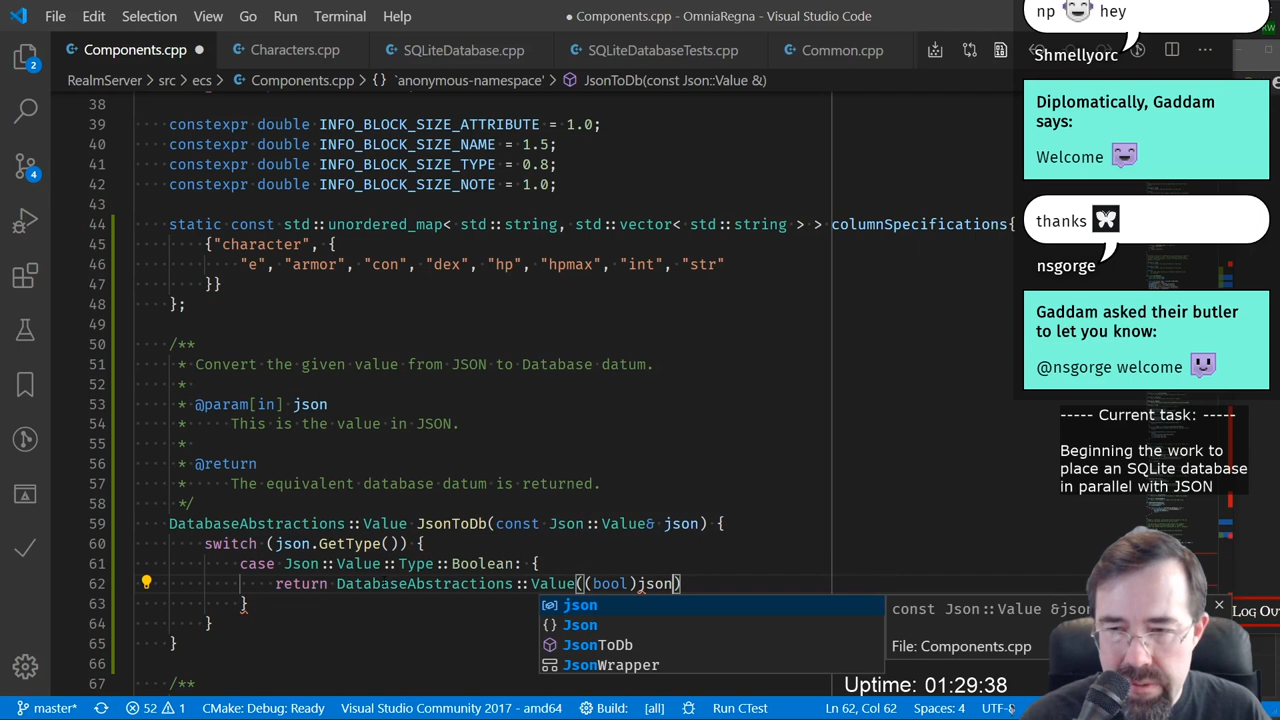 File Edit Selection View Go Run Terminal Help
● Components.cpp - OmniaRegna - Visual Studio Code
Components.cpp ● Characters.cpp SQLiteDatabase.cpp SQLiteDatabaseTests.cpp Common.cpp
RealmServer > src > ecs > Components.cpp > {} `anonymous-namespace' > JsonToDb(const Json::Value &)
38
39 constexpr double INFO_BLOCK_SIZE_ATTRIBUTE = 1.0;
40 constexpr double INFO_BLOCK_SIZE_NAME = 1.5;
41 constexpr double INFO_BLOCK_SIZE_TYPE = 0.8;
42 constexpr double INFO_BLOCK_SIZE_NOTE = 1.0;
43
44 static const std::unordered_map< std::string, std::vector< std::string > > columnSpecifications{
45 {"character", {
46 "e", "armor", "con", "dex", "hp", "hpmax", "int", "str"
47 }}
48 };
49
50 /**
51 * Convert the given value from JSON to Database datum.
52 *
53 * @param[in] json
54 * This is the value in JSON.
55 *
56 * @return
57 * The equivalent database datum is returned.
58 */
59 DatabaseAbstractions::Value JsonToDb(const Json::Value& json) {
60 switch (json.GetType()) {
61 case Json::Value::Type::Boolean: {
62 return DatabaseAbstractions::Value((bool)json)
63 }
64 }
65 }
66
67 /**
json
Json
JsonToDb
JsonWrapper
const Json::Value &json
File: Components.cpp
np hey
Shmellyorc
Diplomatically, Gaddam
says:
Welcome
thanks
nsgorge
Gaddam asked their butler
to let you know:
@nsgorge welcome
----- Current task: -----
Beginning the work to
place an SQLite database
in parallel with JSON
Log Out
Uptime: 01:29:38
2
4
master* 52 1 CMake: Debug: Ready Visual Studio Community 2017 - amd64 Build: [all] Run CTest Ln 62, Col 62 Spaces: 4